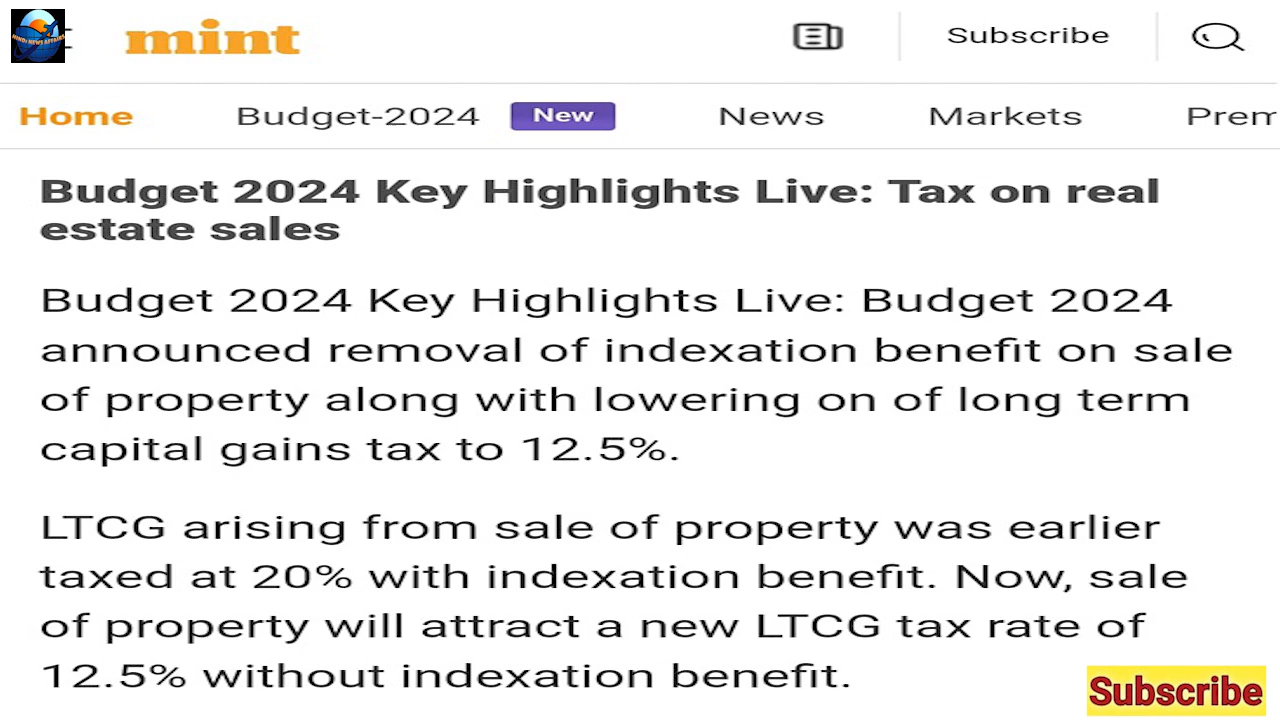 mint
Subscribe
Home Budget-2024 New News Markets Prem
Budget 2024 Key Highlights Live: Tax on real
estate sales
Budget 2024 Key Highlights Live: Budget 2024
announced removal of indexation benefit on sale
of property along with lowering on of long term
capital gains tax to 12.5%.
LTCG arising from sale of property was earlier
taxed at 20% with indexation benefit. Now, sale
of property will attract a new LTCG tax rate of
12.5% without indexation benefit.
Subscribe